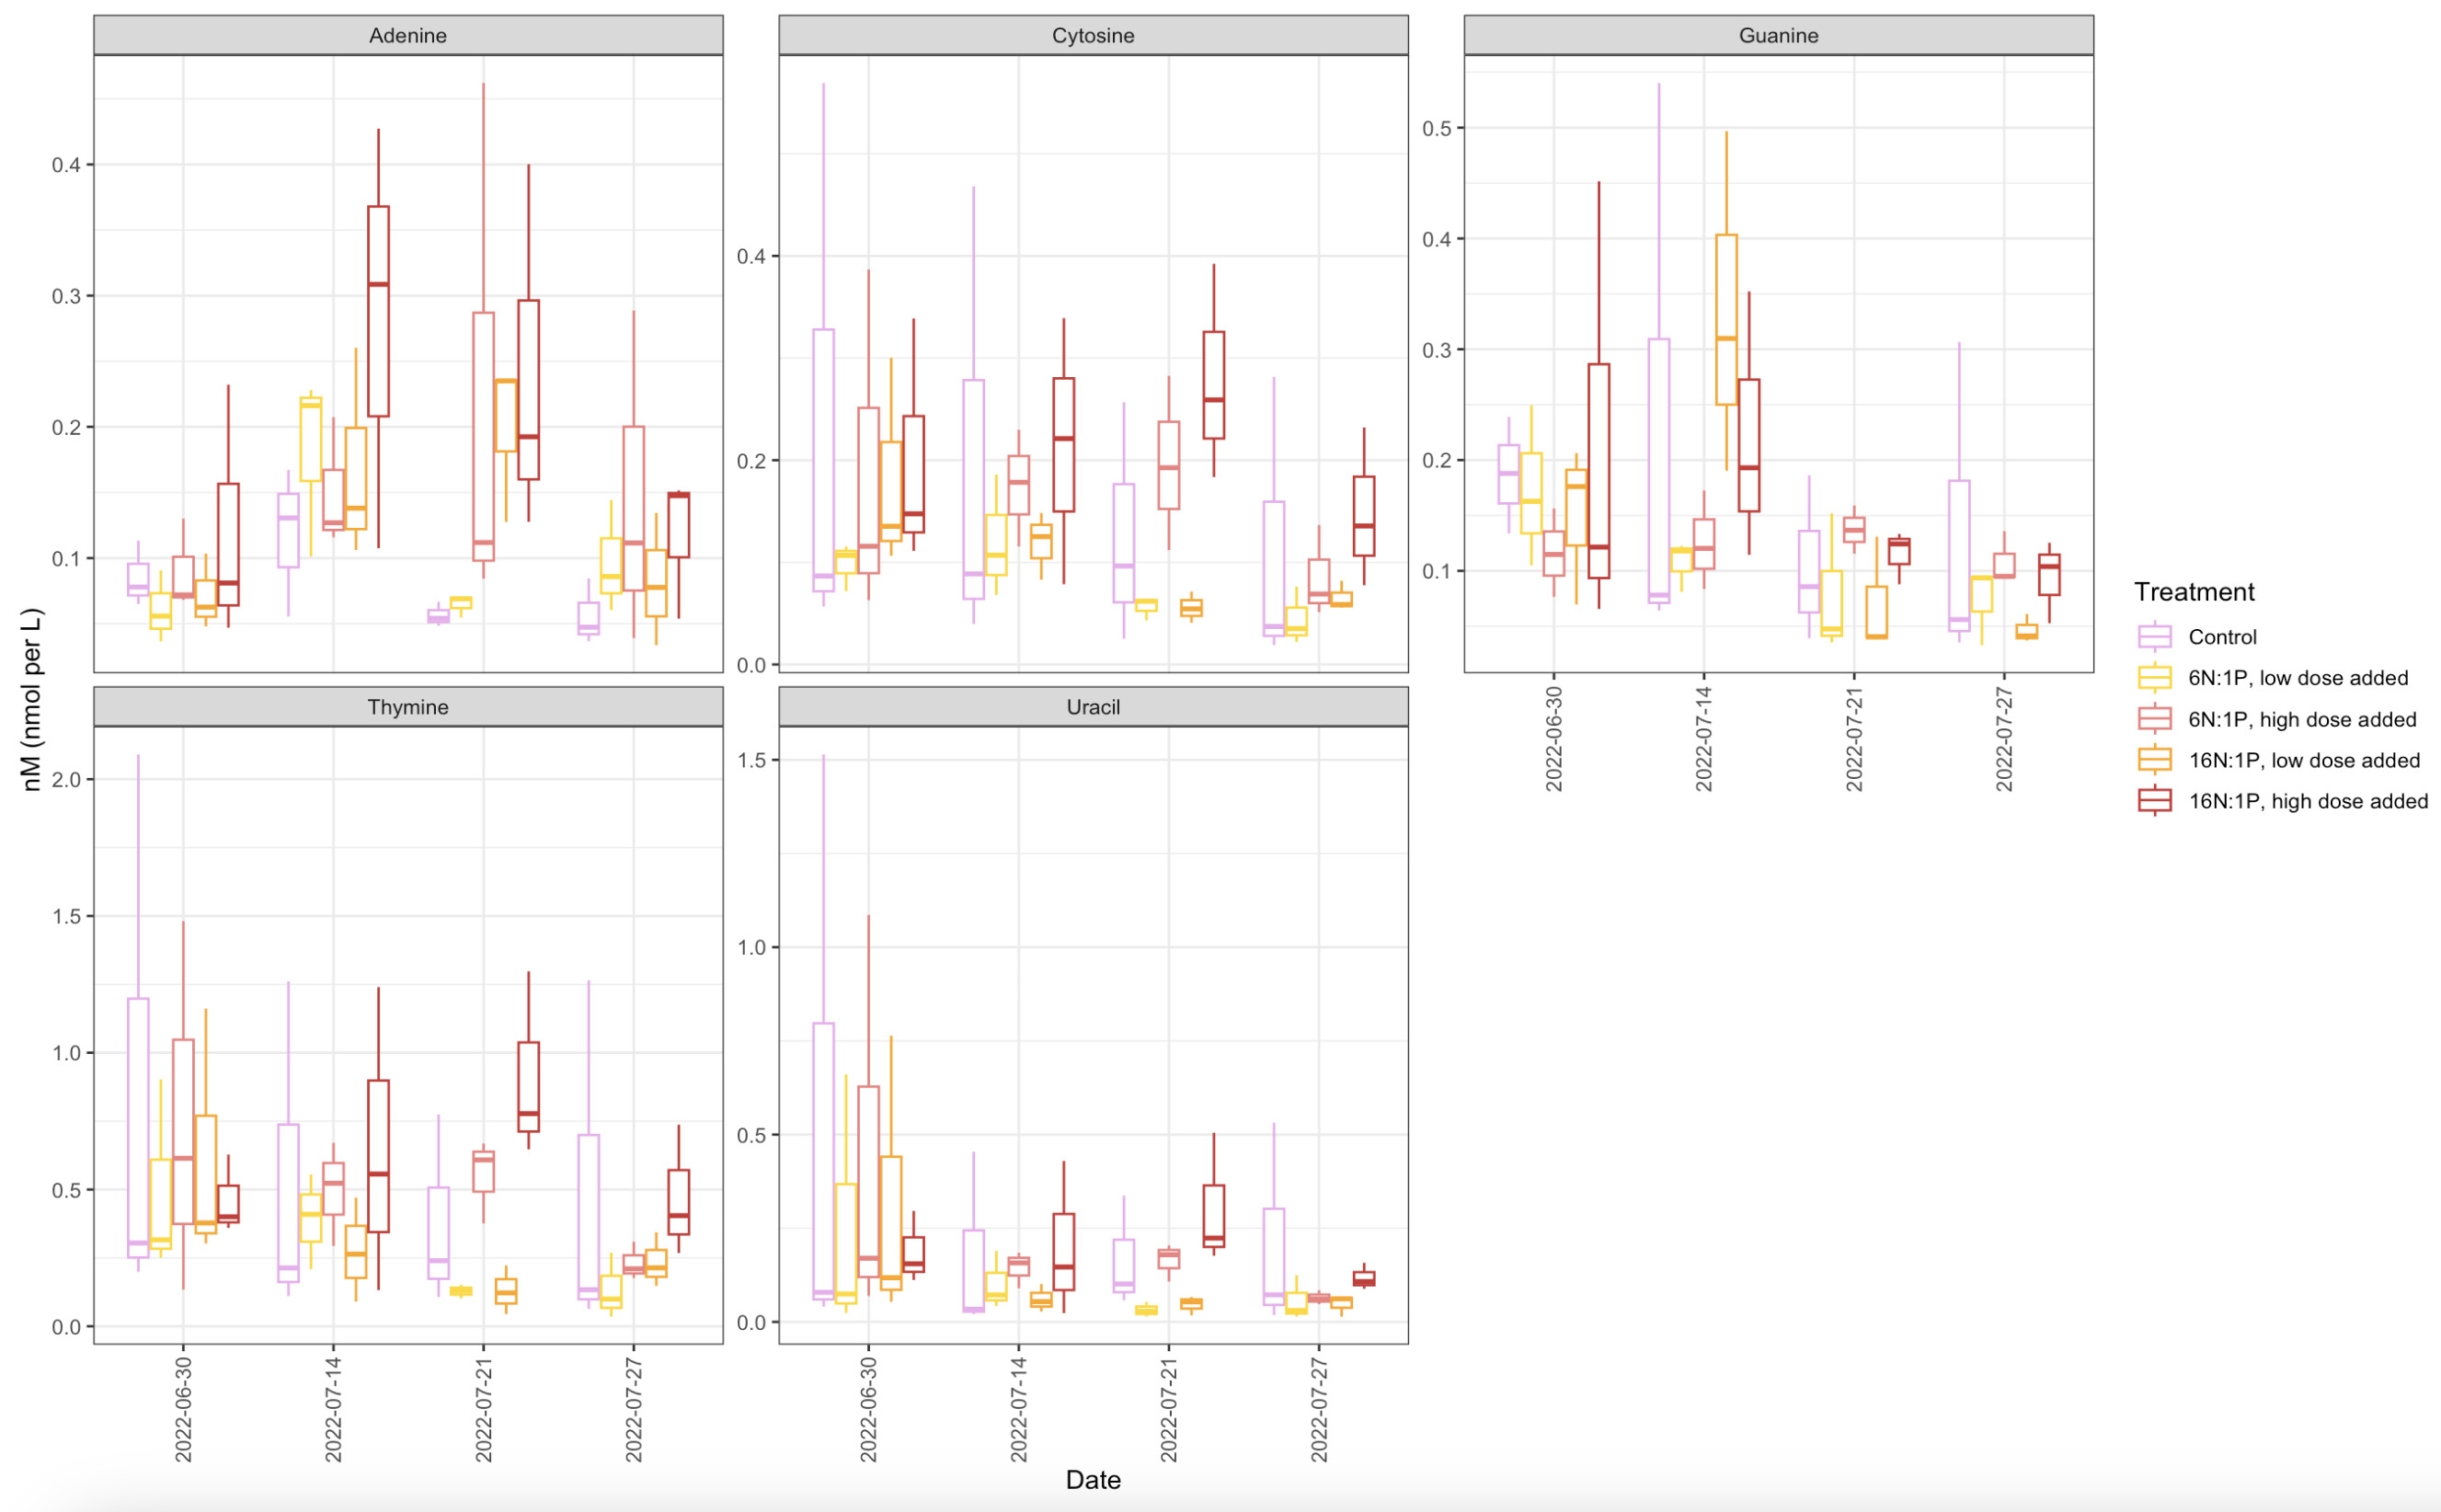 Adenine
Cytosine
Guanine
0.4
0.3
0.2
0.1
0.4
0.2
0.0
0.5
0.4
0.3
0.2
0.1
2022-06-30
2022-07-14
2022-07-21
2022-07-27
Thymine
Uracil
2.0
1.5
1.0
0.5
0.0
1.5
1.0
0.5
0.0
2022-06-30
2022-07-14
2022-07-21
2022-07-27
2022-06-30
2022-07-14
2022-07-21
2022-07-27
nM (nmol per L)
Date
Treatment
Control
6N:1P, low dose added
6N:1P, high dose added
16N:1P, low dose added
16N:1P, high dose added